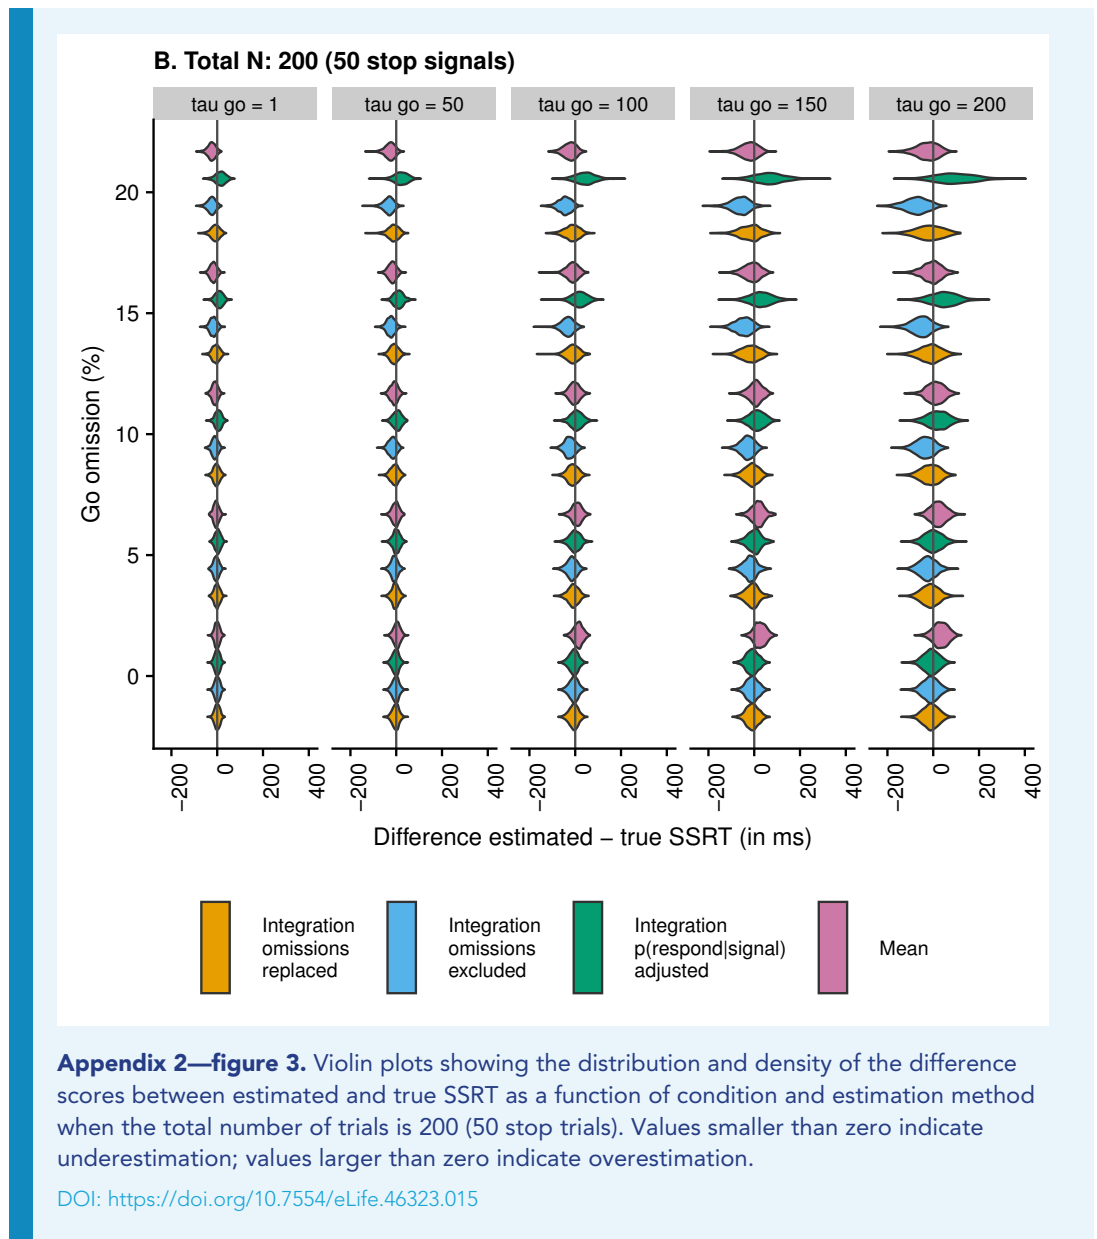 B. Total N: 200 (50 stop signals)
tau go = 1
tau go = 50
tau go = 100
tau go = 150
tau go = 200
Go omission (%)
20
15
10
5
0
−200 0 200 400
−200 0 200 400
−200 0 200 400
−200 0 200 400
−200 0 200 400
Difference estimated − true SSRT (in ms)
Integration
omissions
replaced
Integration
omissions
excluded
Integration
p(respond|signal)
adjusted
Mean
Appendix 2—figure 3. Violin plots showing the distribution and density of the difference
scores between estimated and true SSRT as a function of condition and estimation method
when the total number of trials is 200 (50 stop trials). Values smaller than zero indicate
underestimation; values larger than zero indicate overestimation.
DOI: https://doi.org/10.7554/eLife.46323.015